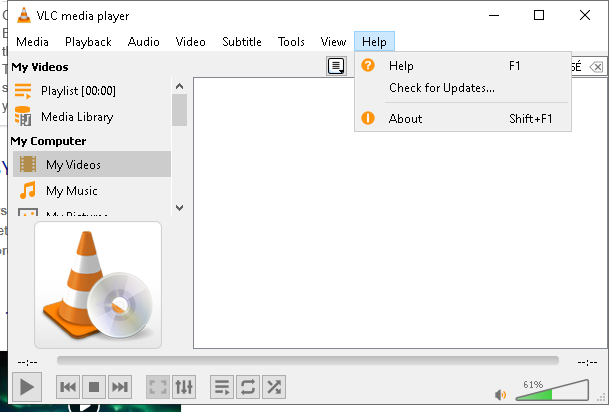 VLC media player
Media Playback Audio Video Subtitle Tools View Help
My Videos
Help F1
SÉ
Playlist [00:00]
Check for Updates...
Media Library
About Shift+F1
My Computer
My Videos
My Music
My Pictures
--:--
--:--
61%